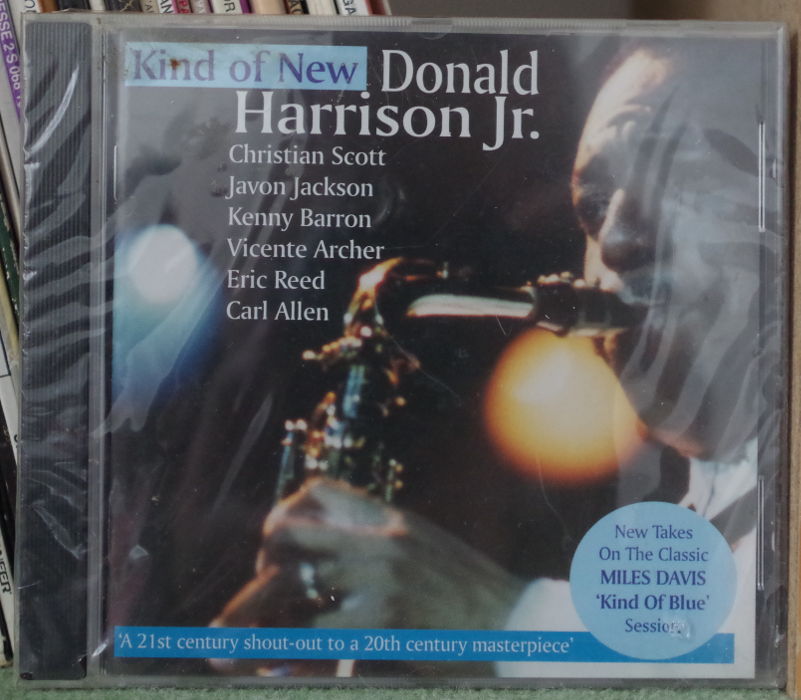 Kind of New Donald
Harrison Jr.
Christian Scott
Javon Jackson
Kenny Barron
Vicente Archer
Eric Reed
Carl Allen
New Takes
On The Classic
MILES DAVIS
'Kind Of Blue'
Session
'A 21st century shout-out to a 20th century masterpiece'